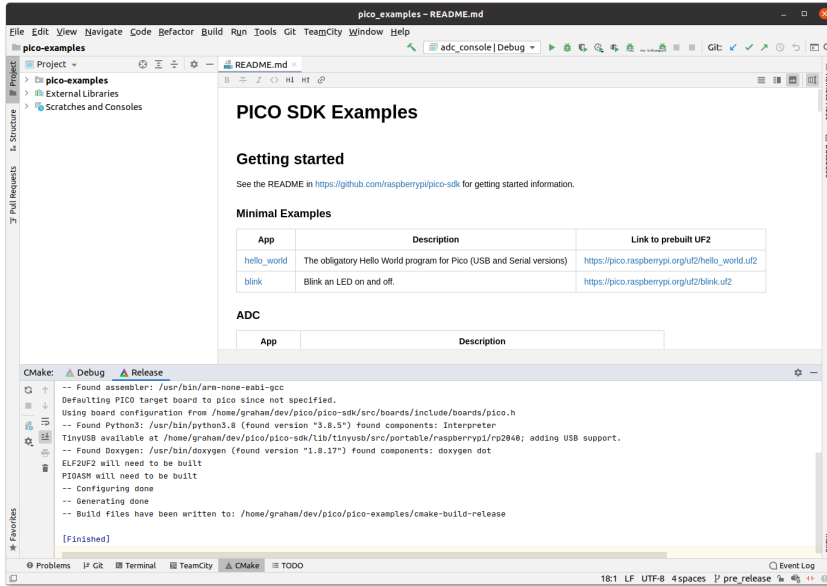 pico_examples – README.md
File Edit View Navigate Code Refactor Build Run Tools Git TeamCity Window Help
pico-examples
adc_console | Debug
Git:
Project
README.md
Project
pico-examples
External Libraries
Scratches and Consoles
Structure
Pull Requests
Favorites
B I H↓ H↑
PICO SDK Examples
Getting started
See the README in https://github.com/raspberrypi/pico-sdk for getting started information.
Minimal Examples
App Description Link to prebuilt UF2
hello_world The obligatory Hello World program for Pico (USB and Serial versions) https://pico.raspberrypi.org/uf2/hello_world.uf2
blink Blink an LED on and off. https://pico.raspberrypi.org/uf2/blink.uf2
ADC
App Description
CMake: Debug Release
-- Found assembler: /usr/bin/arm-none-eabi-gcc
Defaulting PICO target board to pico since not specified.
Using board configuration from /home/graham/dev/pico/pico-sdk/src/boards/include/boards/pico.h
-- Found Python3: /usr/bin/python3.8 (found version "3.8.5") found components: Interpreter
TinyUSB available at /home/graham/dev/pico/pico-sdk/lib/tinyusb/src/portable/raspberrypi/rp2040; adding USB support.
-- Found Doxygen: /usr/bin/doxygen (found version "1.8.17") found components: doxygen dot
ELF2UF2 will need to be built
PIOASM will need to be built
-- Configuring done
-- Generating done
-- Build files have been written to: /home/graham/dev/pico/pico-examples/cmake-build-release
[Finished]
Problems Git Terminal TeamCity CMake TODO Event Log
18:1 LF UTF-8 4 spaces pre_release